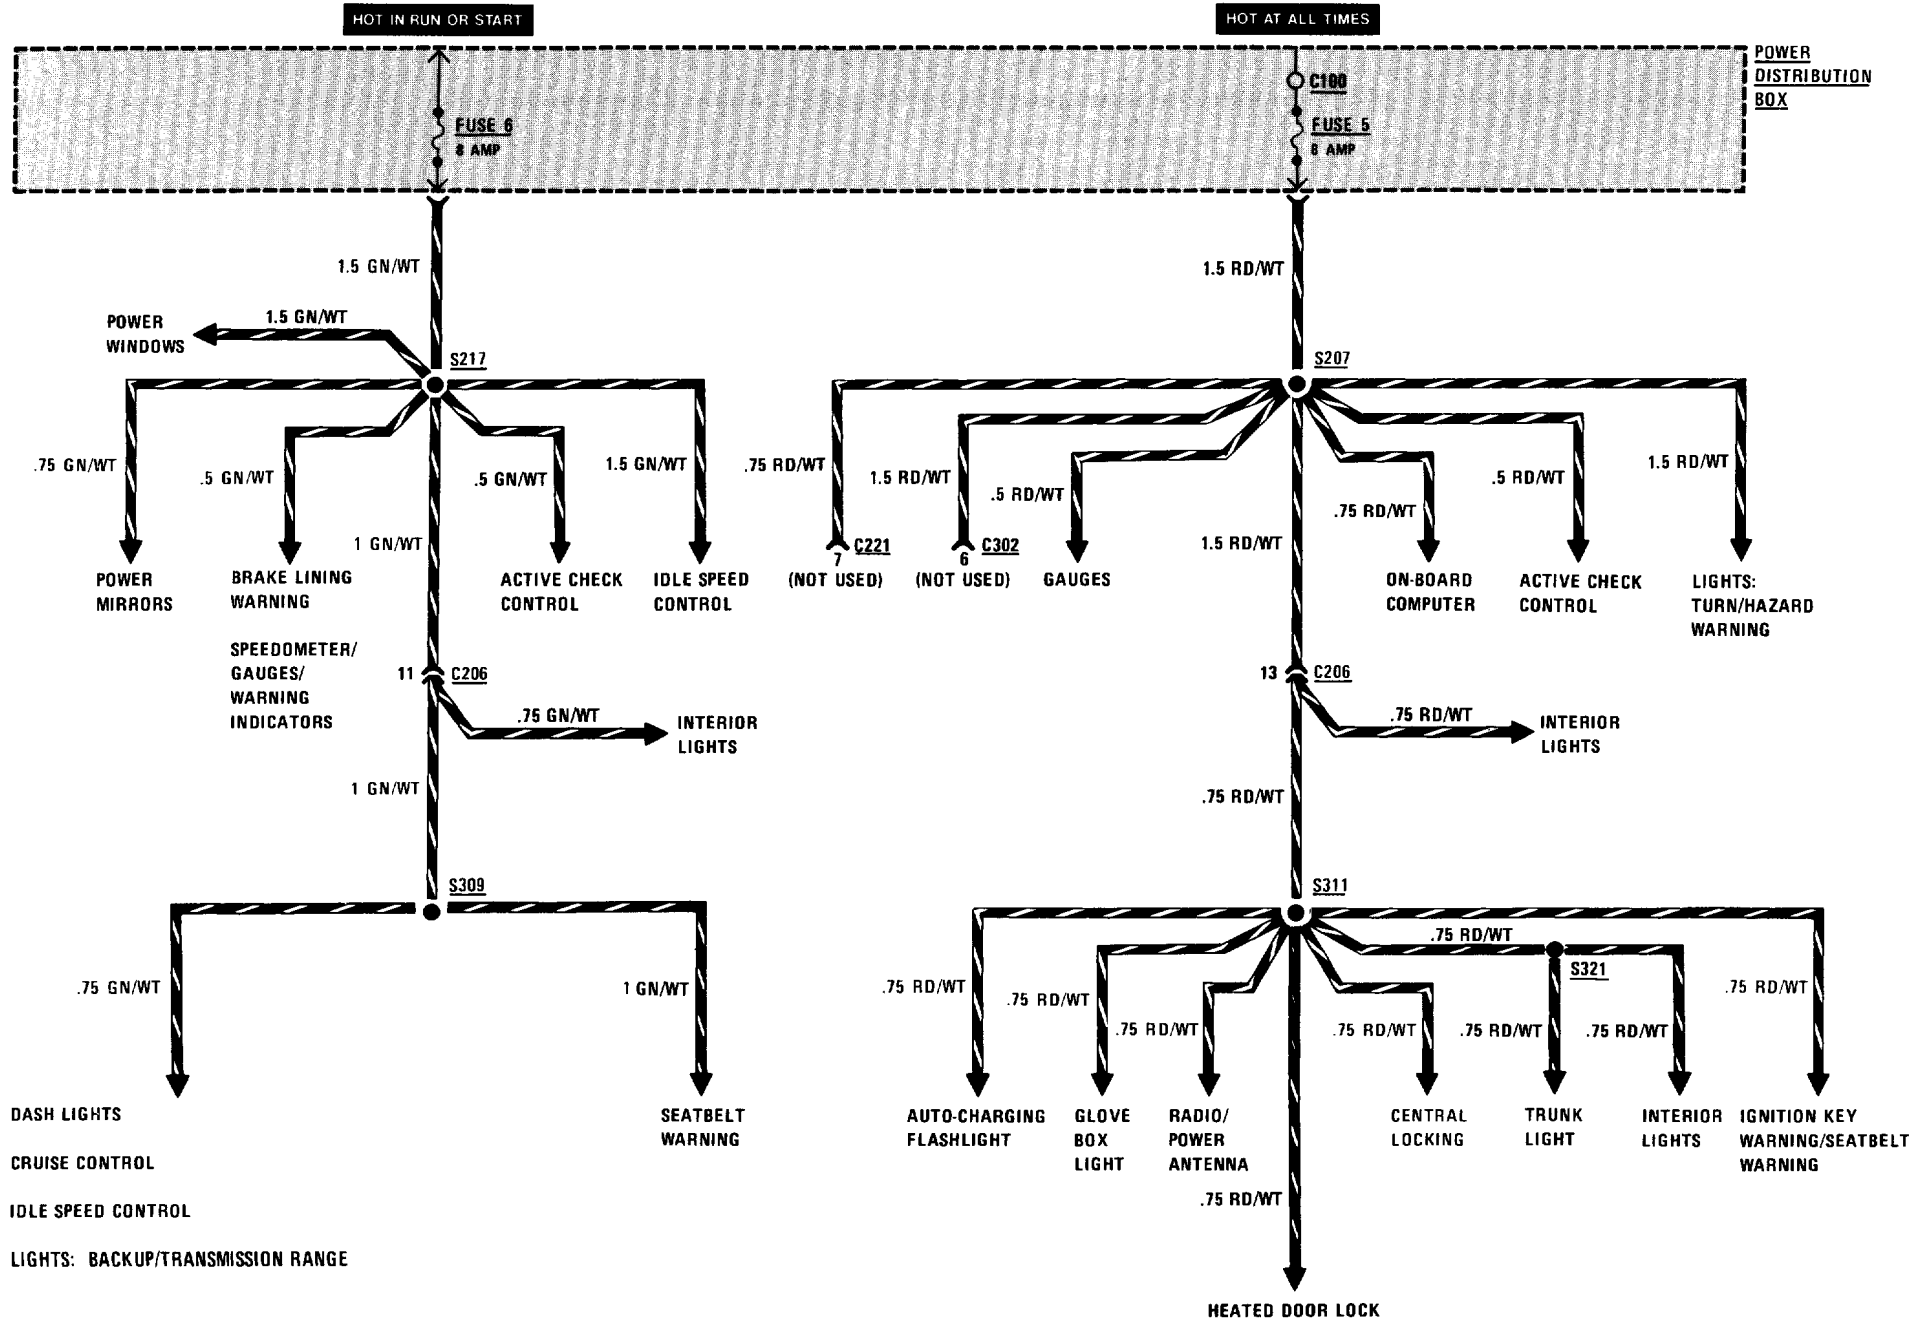 HOT IN RUN OR START
HOT AT ALL TIMES
POWER
DISTRIBUTION
BOX
C100
FUSE 6
8 AMP
FUSE 5
8 AMP
1.5 GN/WT
1.5 RD/WT
POWER
WINDOWS
1.5 GN/WT
S217
S207
.75 GN/WT
.5 GN/WT
.5 GN/WT
1.5 GN/WT
.75 RD/WT
1.5 RD/WT
.5 RD/WT
.75 RD/WT
.5 RD/WT
1.5 RD/WT
1 GN/WT
1.5 RD/WT
C221
7
(NOT USED)
C302
6
(NOT USED)
GAUGES
POWER
MIRRORS
BRAKE LINING
WARNING
SPEEDOMETER/
GAUGES/
WARNING
INDICATORS
ACTIVE CHECK
CONTROL
IDLE SPEED
CONTROL
ON-BOARD
COMPUTER
ACTIVE CHECK
CONTROL
LIGHTS:
TURN/HAZARD
WARNING
11
C206
13
C206
.75 GN/WT
INTERIOR
LIGHTS
.75 RD/WT
INTERIOR
LIGHTS
1 GN/WT
.75 RD/WT
S309
S311
.75 GN/WT
1 GN/WT
.75 RD/WT
.75 RD/WT
.75 RD/WT
.75 RD/WT
.75 RD/WT
S321
.75 RD/WT
.75 RD/WT
.75 RD/WT
DASH LIGHTS
CRUISE CONTROL
IDLE SPEED CONTROL
LIGHTS: BACKUP/TRANSMISSION RANGE
SEATBELT
WARNING
AUTO-CHARGING
FLASHLIGHT
GLOVE
BOX
LIGHT
RADIO/
POWER
ANTENNA
CENTRAL
LOCKING
TRUNK
LIGHT
INTERIOR
LIGHTS
IGNITION KEY
WARNING/SEATBELT
WARNING
.75 RD/WT
HEATED DOOR LOCK